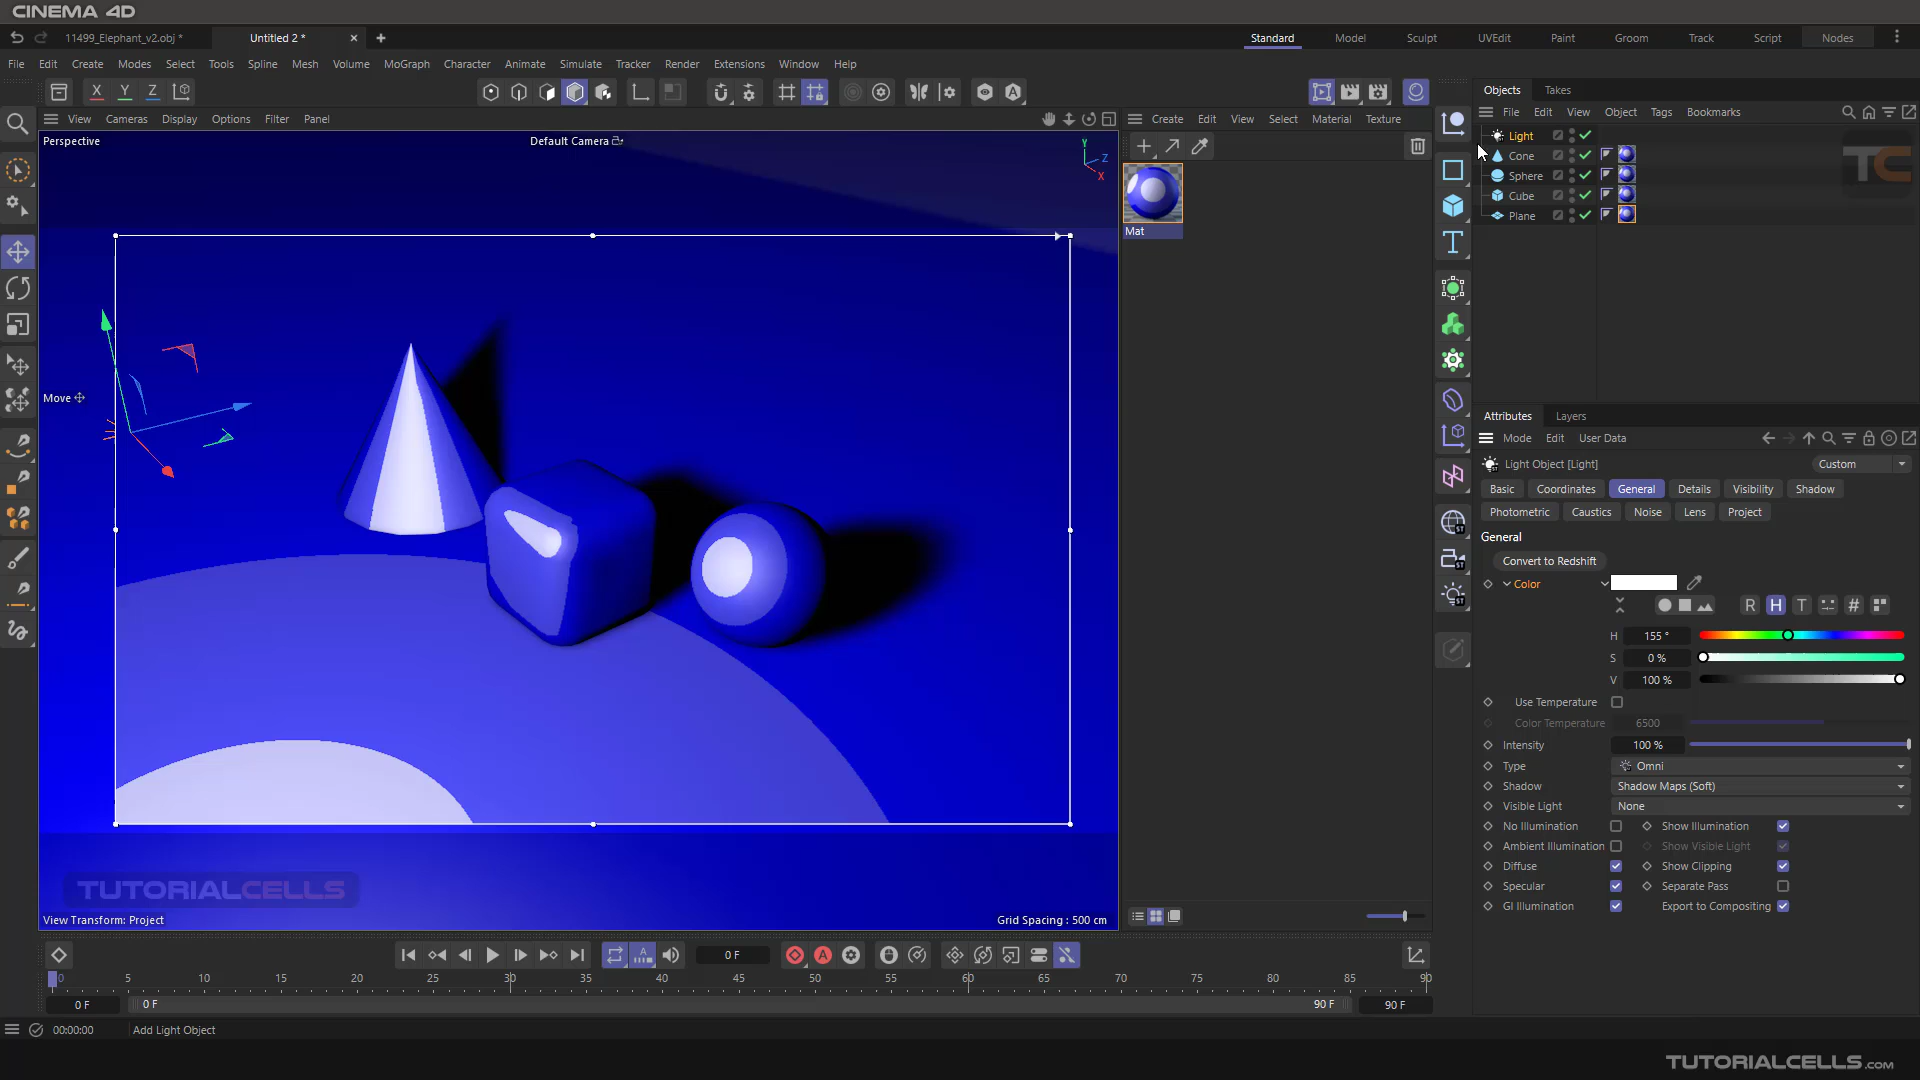 CINEMA 4D
11499_Elephant_v2.obj *
Untitled 2 *
Standard Model Sculpt UVEdit Paint Groom Track Script Nodes
File Edit Create Modes Select Tools Spline Mesh Volume MoGraph Character Animate Simulate Tracker Render Extensions Window Help
X Y Z
View Cameras Display Options Filter Panel
Perspective
Default Camera
Y
Z
X
Move
TUTORIALCELLS
View Transform: Project
Grid Spacing : 500 cm
Create Edit View Select Material Texture
Mat
Objects Takes
File Edit View Object Tags Bookmarks
Light
Cone
Sphere
Cube
Plane
TC
Attributes Layers
Mode Edit User Data
Light Object [Light]
Custom
Basic Coordinates General Details Visibility Shadow
Photometric Caustics Noise Lens Project
General
Convert to Redshift
Color
R H T #
H 155 °
S 0 %
V 100 %
Use Temperature
Color Temperature 6500
Intensity 100 %
Type Omni
Shadow Shadow Maps (Soft)
Visible Light None
No Illumination Show Illumination
Ambient Illumination Show Visible Light
Diffuse Show Clipping
Specular Separate Pass
GI Illumination Export to Compositing
0 F
0 5 10 15 20 25 30 35 40 45 50 55 60 65 70 75 80 85 90
0 F 0 F 90 F 90 F
00:00:00 Add Light Object
TUTORIALCELLS.com